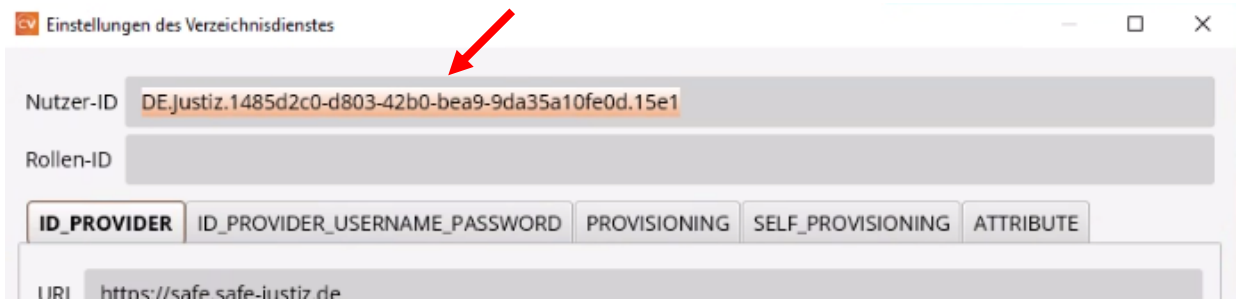 CV Einstellungen des Verzeichnisdienstes
Nutzer-ID DE.Justiz.1485d2c0-d803-42b0-bea9-9da35a10fe0d.15e1
Rollen-ID
ID_PROVIDER ID_PROVIDER_USERNAME_PASSWORD PROVISIONING SELF_PROVISIONING ATTRIBUTE
URL https://safe.safe-justiz.de